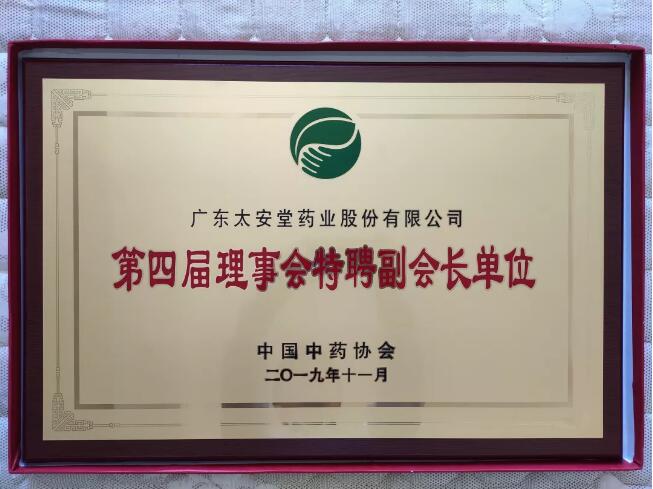 广东太安堂药业股份有限公司
第四届理事会特聘副会长单位
中国中药协会
二〇一九年十一月